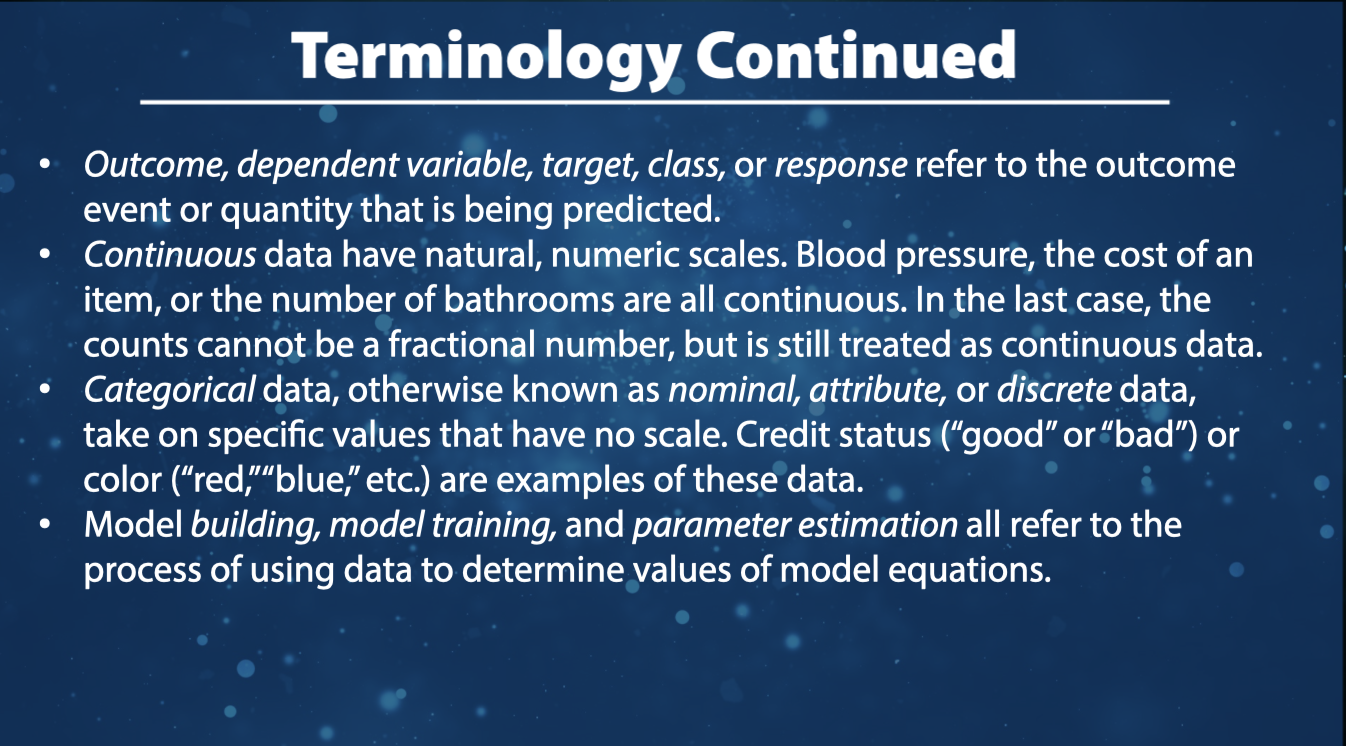 Terminology Continued
• Outcome, dependent variable, target, class, or response refer to the outcome
event or quantity that is being predicted.
• Continuous data have natural, numeric scales. Blood pressure, the cost of an
item, or the number of bathrooms are all continuous. In the last case, the
counts cannot be a fractional number, but is still treated as continuous data.
• Categorical data, otherwise known as nominal, attribute, or discrete data,
take on specific values that have no scale. Credit status (“good” or “bad”) or
color (“red,” “blue,” etc.) are examples of these data.
• Model building, model training, and parameter estimation all refer to the
process of using data to determine values of model equations.